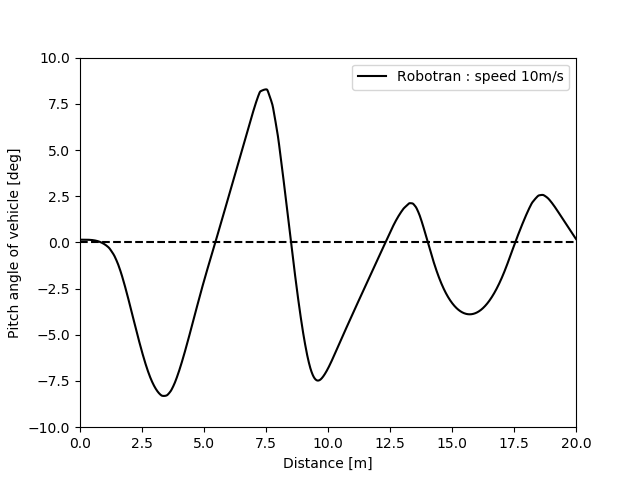 10.0
7.5
5.0
2.5
0.0
−2.5
−5.0
−7.5
−10.0
Pitch angle of vehicle [deg]
Robotran : speed 10m/s
0.0 2.5 5.0 7.5 10.0 12.5 15.0 17.5 20.0
Distance [m]